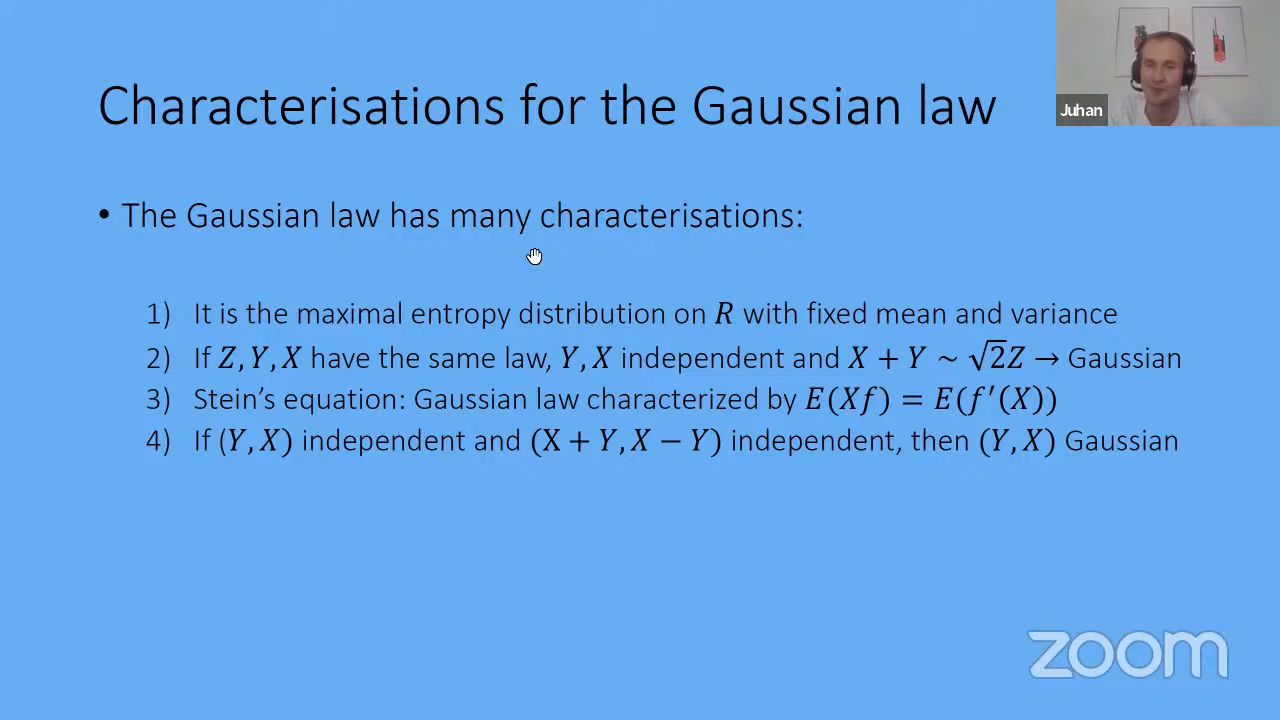 Characterisations for the Gaussian law
Juhan
• The Gaussian law has many characterisations:
1) It is the maximal entropy distribution on R with fixed mean and variance
2) If Z, Y, X have the same law, Y, X independent and X + Y ~ √2Z → Gaussian
3) Stein's equation: Gaussian law characterized by E(Xf) = E(f′(X))
4) If (Y, X) independent and (X + Y, X − Y) independent, then (Y, X) Gaussian
zoom